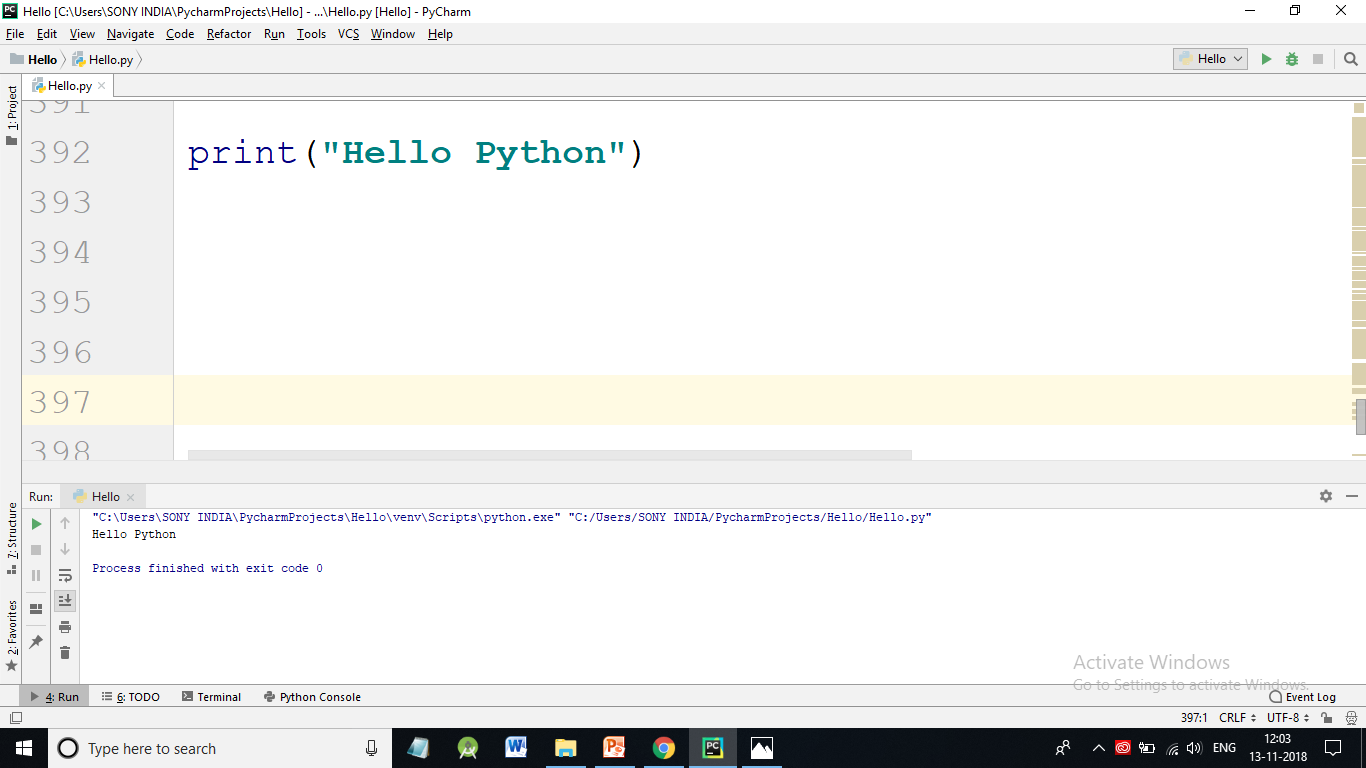 Hello [C:\Users\SONY INDIA\PycharmProjects\Hello] - ...\Hello.py [Hello] - PyCharm
File Edit View Navigate Code Refactor Run Tools VCS Window Help
Hello Hello.py Hello
1: Project
Hello.py
391
392 print("Hello Python")
393
394
395
396
397
398
Run: Hello
7: Structure
2: Favorites
"C:\Users\SONY INDIA\PycharmProjects\Hello\venv\Scripts\python.exe" "C:/Users/SONY INDIA/PycharmProjects/Hello/Hello.py"
Hello Python
Process finished with exit code 0
Activate Windows
Go to Settings to activate Windows.
4: Run 6: TODO Terminal Python Console Event Log
397:1 CRLF UTF-8
Type here to search
ENG
12:03
13-11-2018